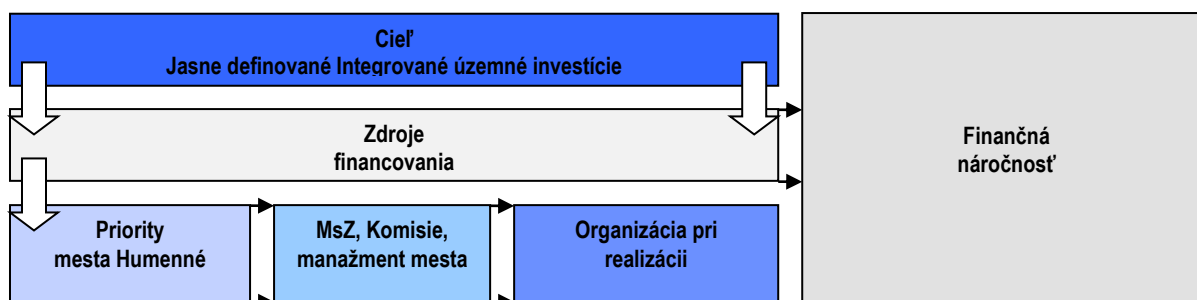 Cieľ
Jasne definované Integrované územné investície
Zdroje
financovania
Finančná
náročnosť
Priority
mesta Humenné
MsZ, Komisie,
manažment mesta
Organizácia pri
realizácii